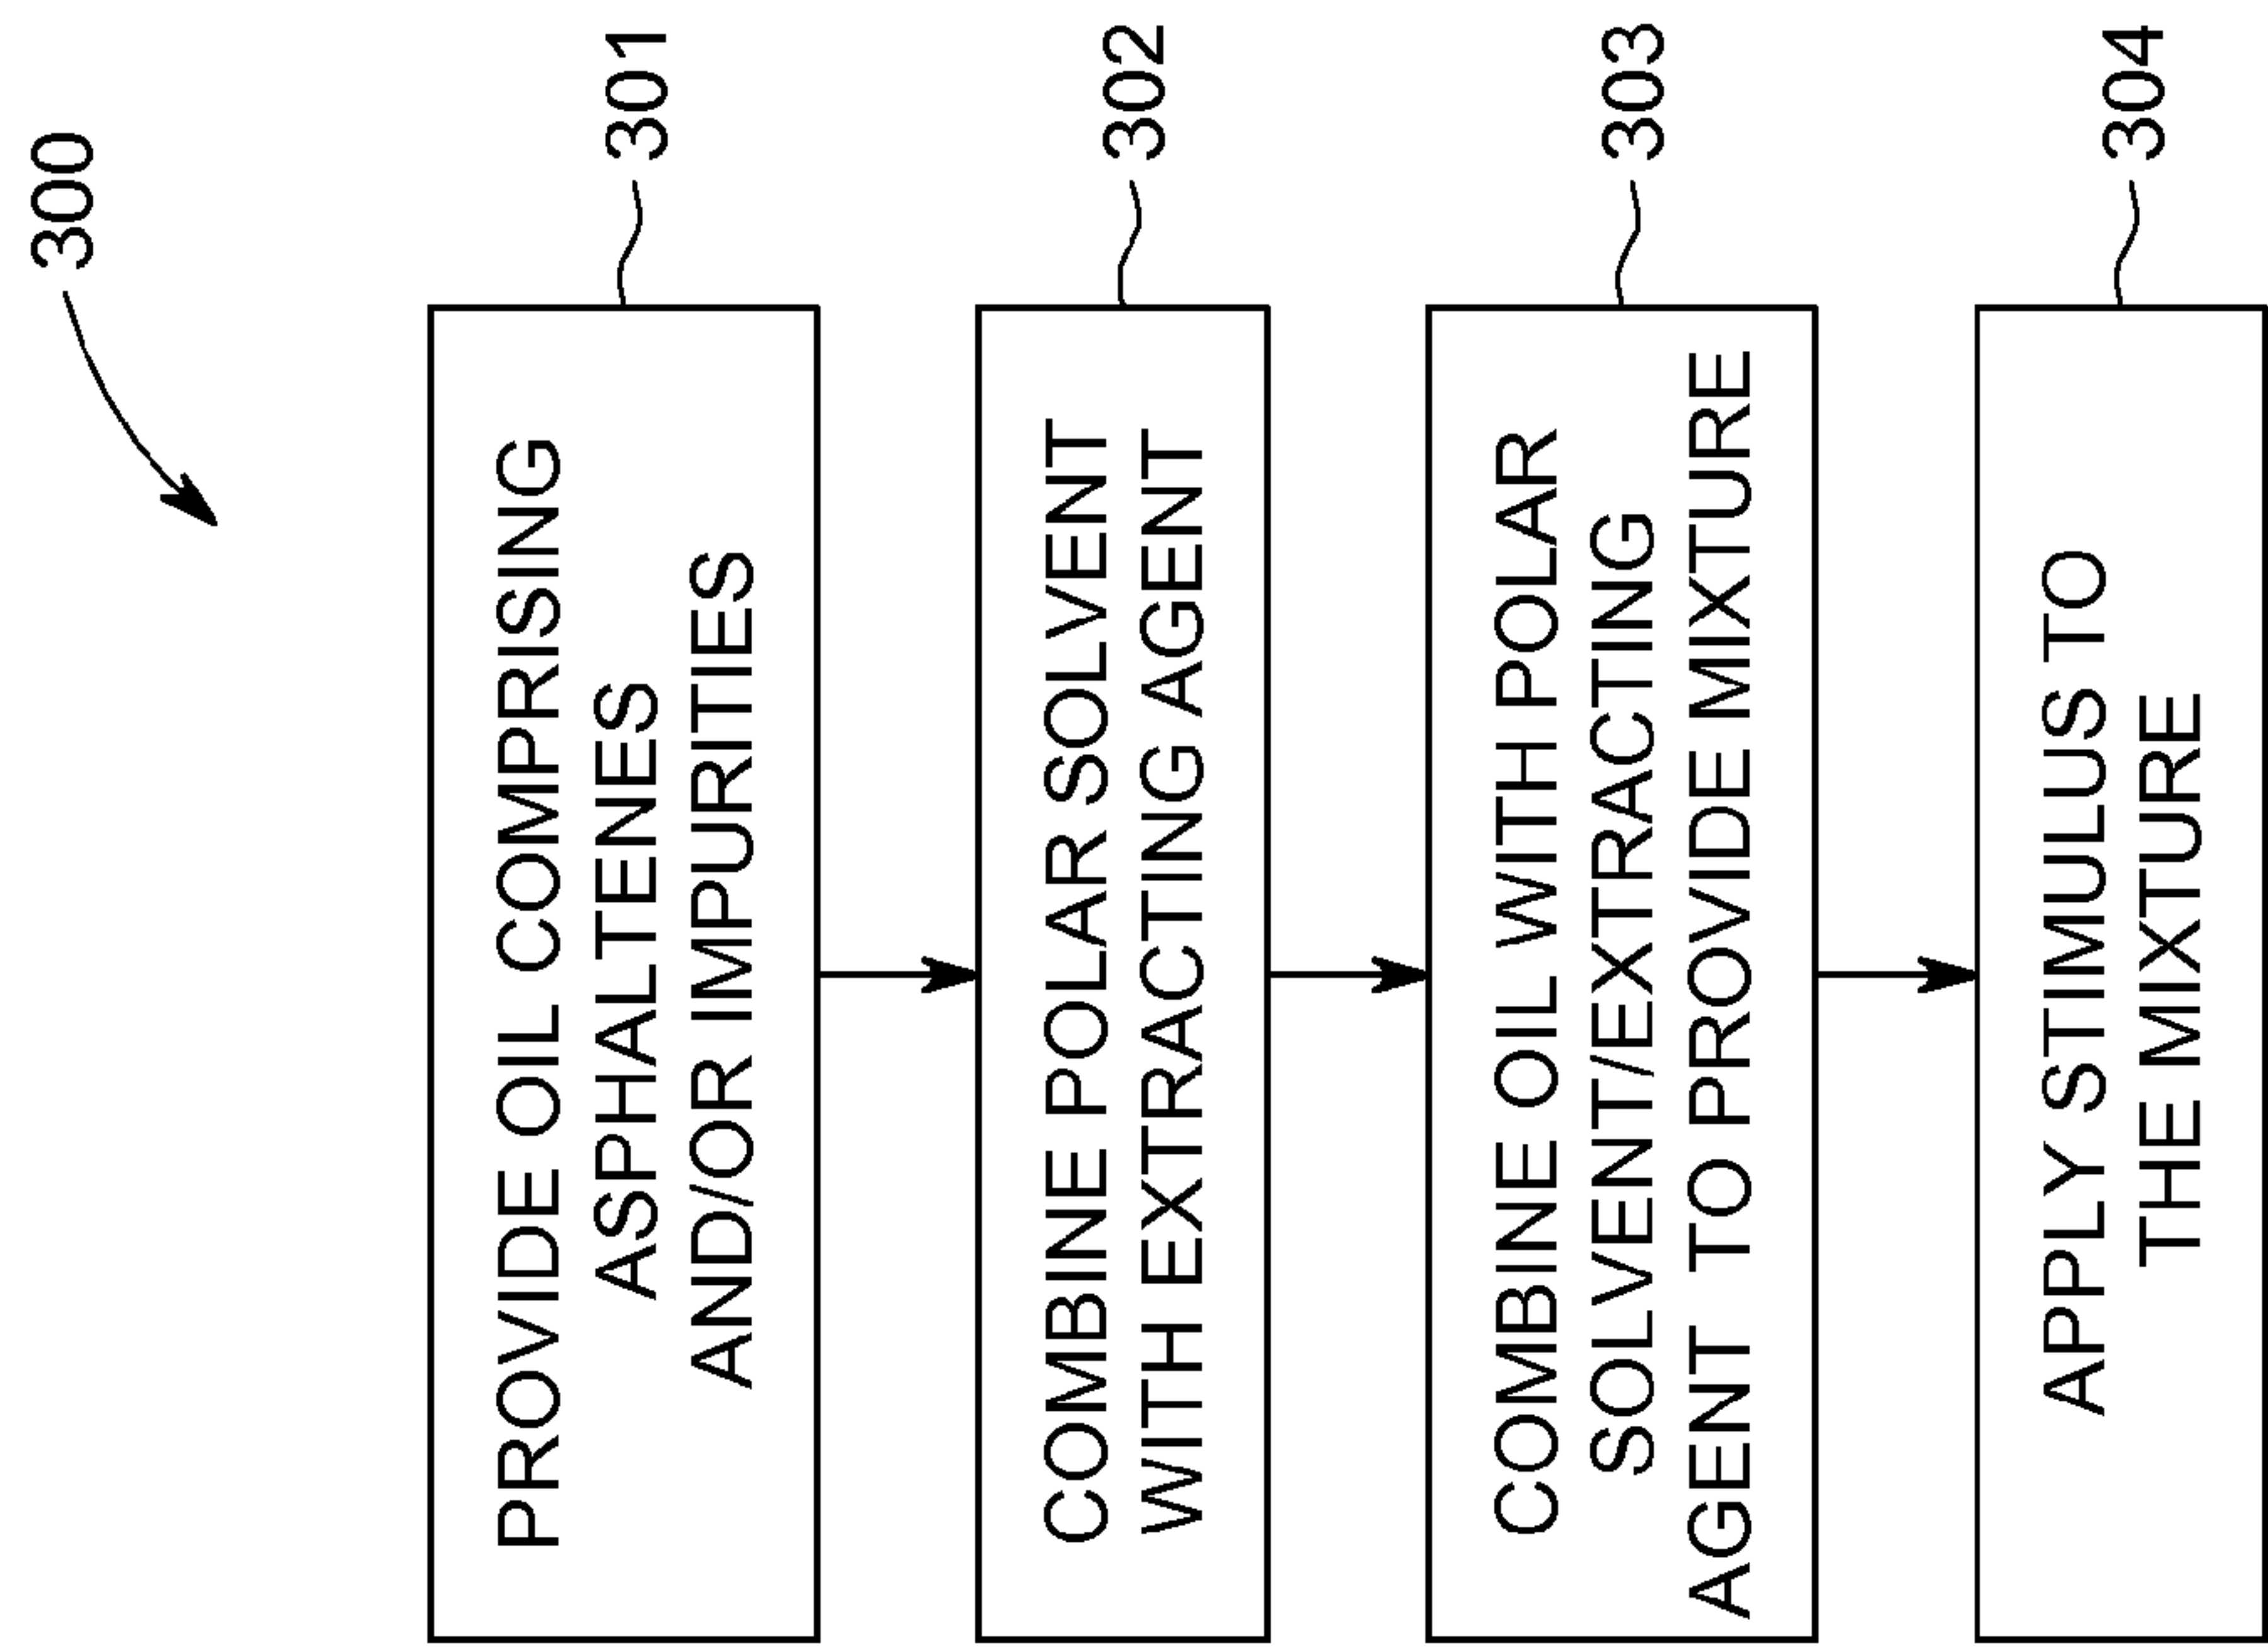 300
PROVIDE OIL COMPRISING
ASPHALTENES
AND/OR IMPURITIES
301
COMBINE POLAR SOLVENT
WITH EXTRACTING AGENT
302
COMBINE OIL WITH POLAR
SOLVENT/EXTRACTING
AGENT TO PROVIDE MIXTURE
303
APPLY STIMULUS TO
THE MIXTURE
304